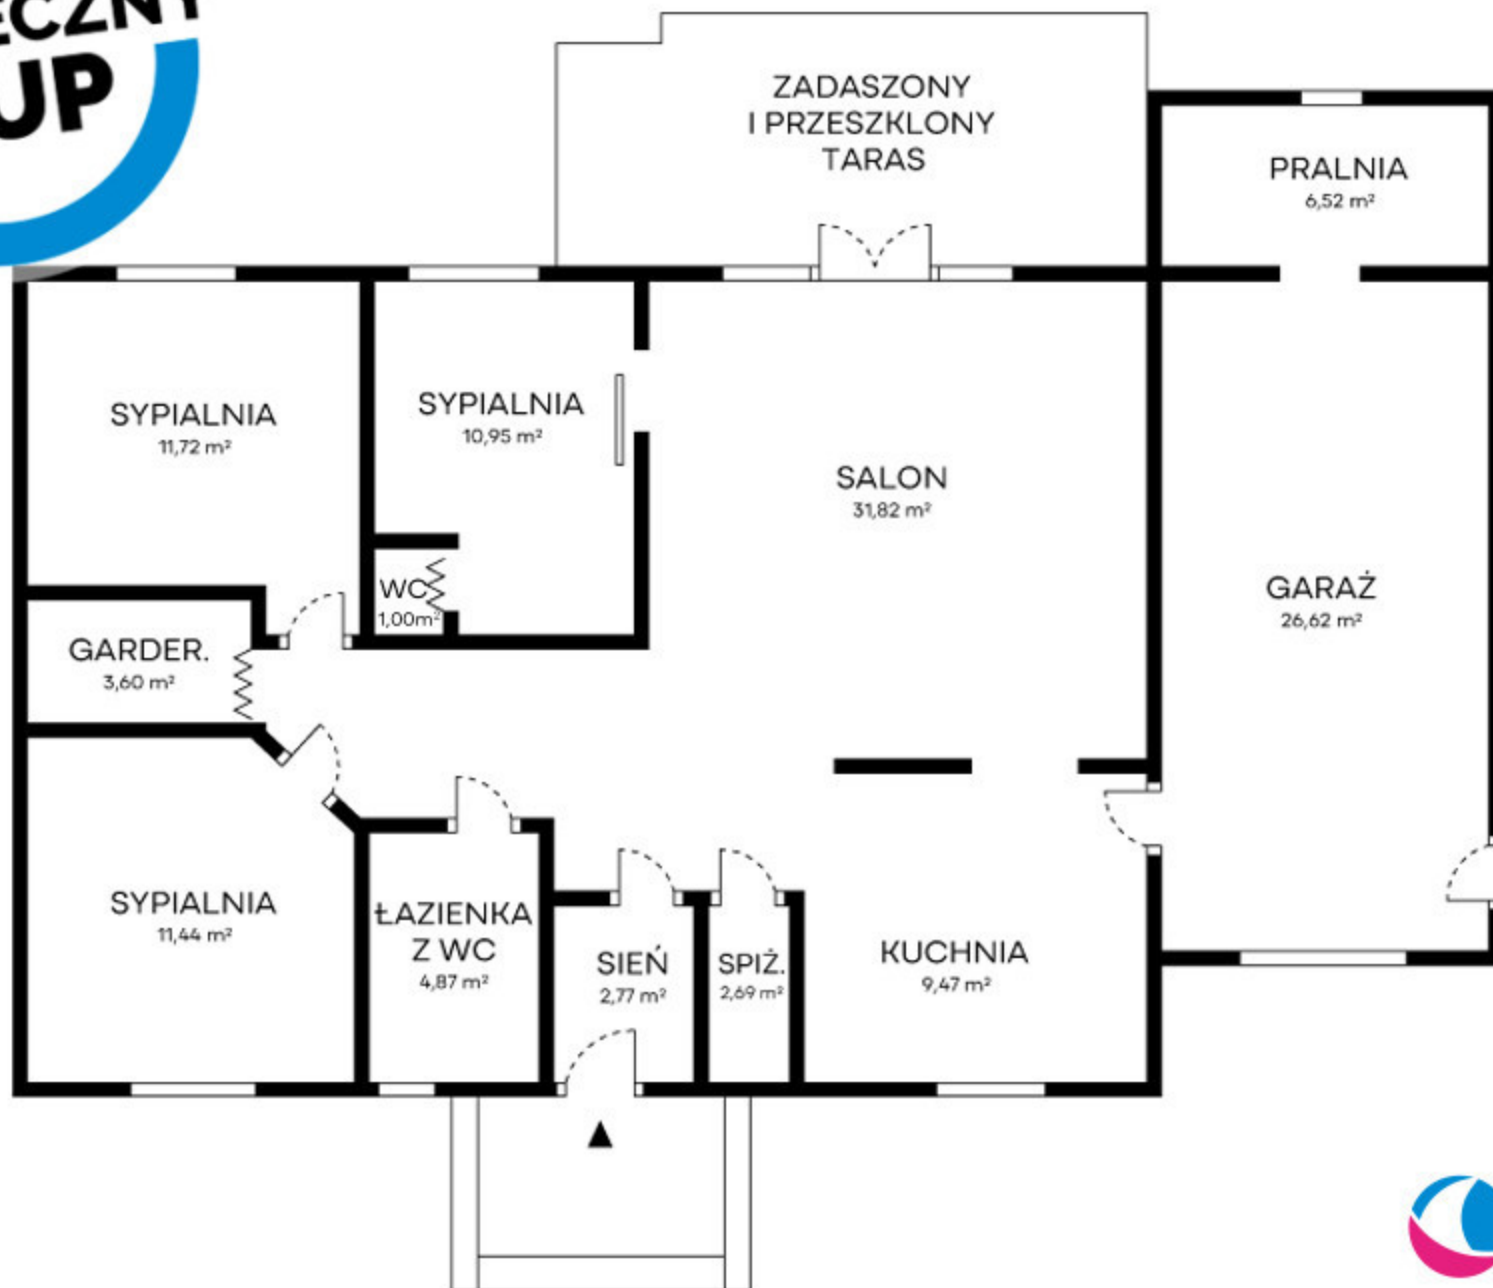 UP
ZADASZONY
I PRZESZKLONY
TARAS
PRALNIA
6,52 m²
SYPIALNIA
11,72 m²
SYPIALNIA
10,95 m²
SALON
31,82 m²
WC
1,00m²
GARAŻ
26,62 m²
GARDER.
3,60 m²
SYPIALNIA
11,44 m²
ŁAZIENKA
Z WC
4,87 m²
SIEŃ
2,77 m²
SPIŻ.
2,69 m²
KUCHNIA
9,47 m²